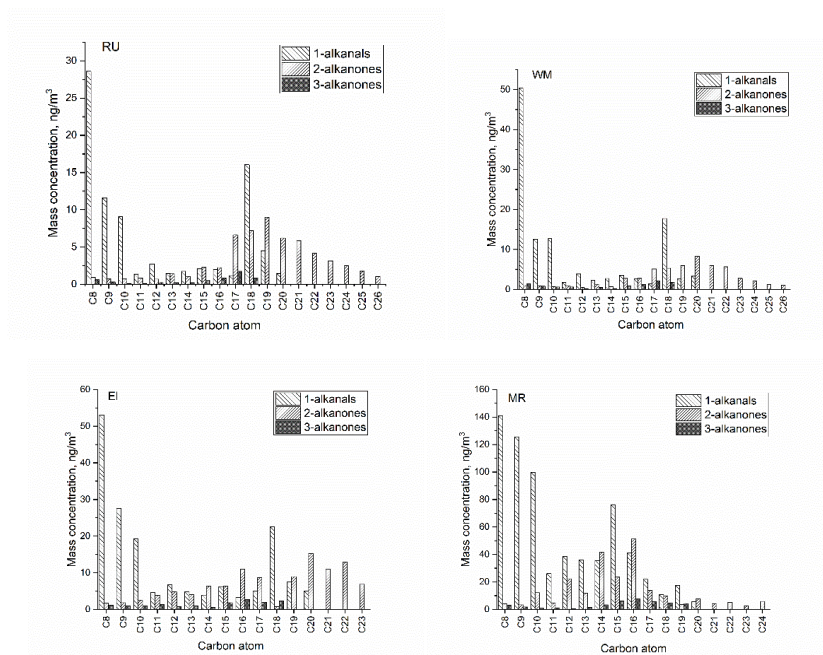 RU
1-alkanals
2-alkanones
3-alkanones
Mass concentration, ng/m³
30
25
20
15
10
5
0
C8 C9 C10 C11 C12 C13 C14 C15 C16 C17 C18 C19 C20 C21 C22 C23 C24 C25 C26
Carbon atom
WM
1-alkanals
2-alkanones
3-alkanones
Mass concentration, ng/m³
50
40
30
20
10
0
C8 C9 C10 C11 C12 C13 C14 C15 C16 C17 C18 C19 C20 C21 C22 C23 C24 C25 C26
Carbon atom
EI
1-alkanals
2-alkanones
3-alkanones
Mass concentration, ng/m³
60
50
40
30
20
10
0
C8 C9 C10 C11 C12 C13 C14 C15 C16 C17 C18 C19 C20 C21 C22 C23
Carbon atom
MR
1-alkanals
2-alkanones
3-alkanones
Mass concentration, ng/m³
160
140
120
100
80
60
40
20
0
C8 C9 C10 C11 C12 C13 C14 C15 C16 C17 C18 C19 C20 C21 C22 C23 C24
Carbon atom